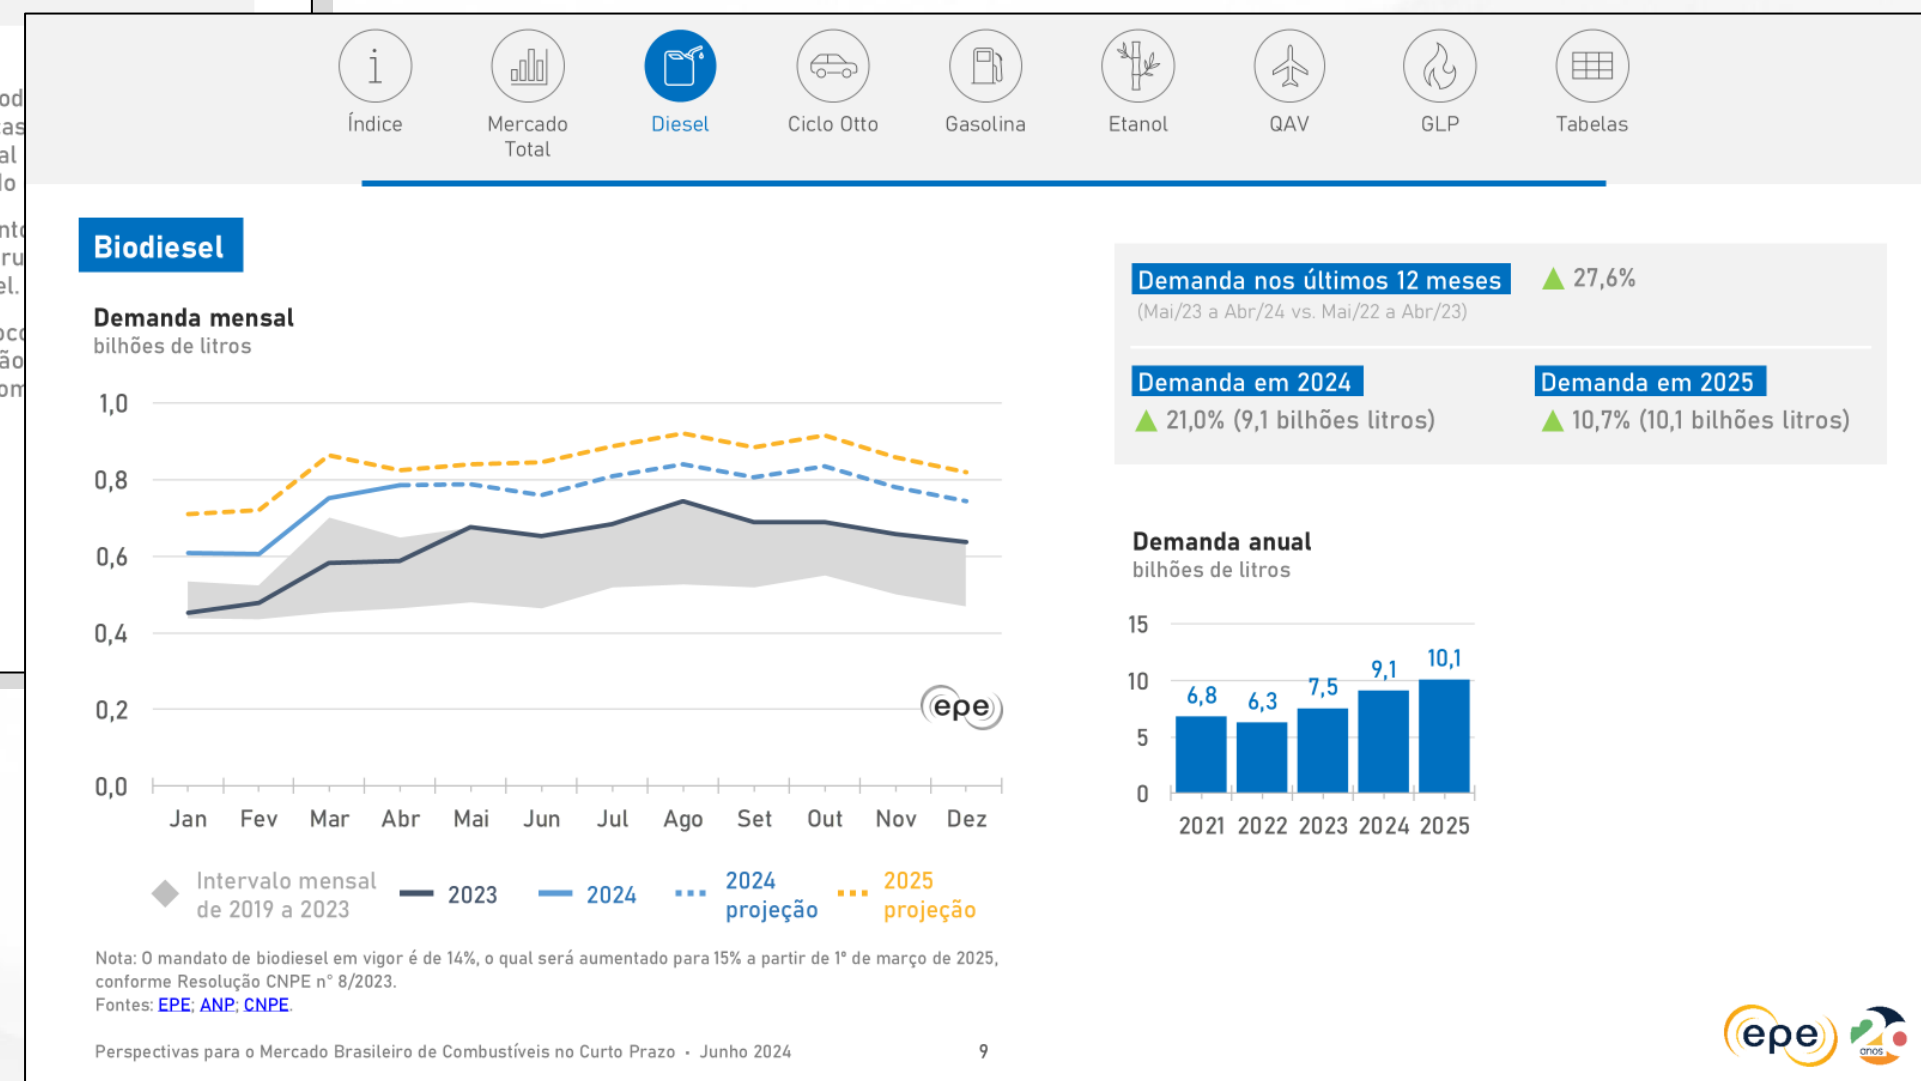 Índice
Mercado
Total
Diesel
Ciclo Otto
Gasolina
Etanol
QAV
GLP
Tabelas
Biodiesel
Demanda mensal
bilhões de litros
1,0
0,8
0,6
0,4
0,2
0,0
Jan Fev Mar Abr Mai Jun Jul Ago Set Out Nov Dez
epe
Intervalo mensal
de 2019 a 2023
2023
2024
2024
projeção
2025
projeção
Nota: O mandato de biodiesel em vigor é de 14%, o qual será aumentado para 15% a partir de 1º de março de 2025,
conforme Resolução CNPE n° 8/2023.
Fontes: EPE; ANP; CNPE.
Demanda nos últimos 12 meses
27,6%
(Mai/23 a Abr/24 vs. Mai/22 a Abr/23)
Demanda em 2024
21,0% (9,1 bilhões litros)
Demanda em 2025
10,7% (10,1 bilhões litros)
Demanda anual
bilhões de litros
15
10
5
0
6,8
6,3
7,5
9,1
10,1
2021 2022 2023 2024 2025
Perspectivas para o Mercado Brasileiro de Combustíveis no Curto Prazo • Junho 2024
9
epe
20
anos